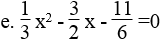 e. 1/3 x² - 3/2 x - 11/6 =0